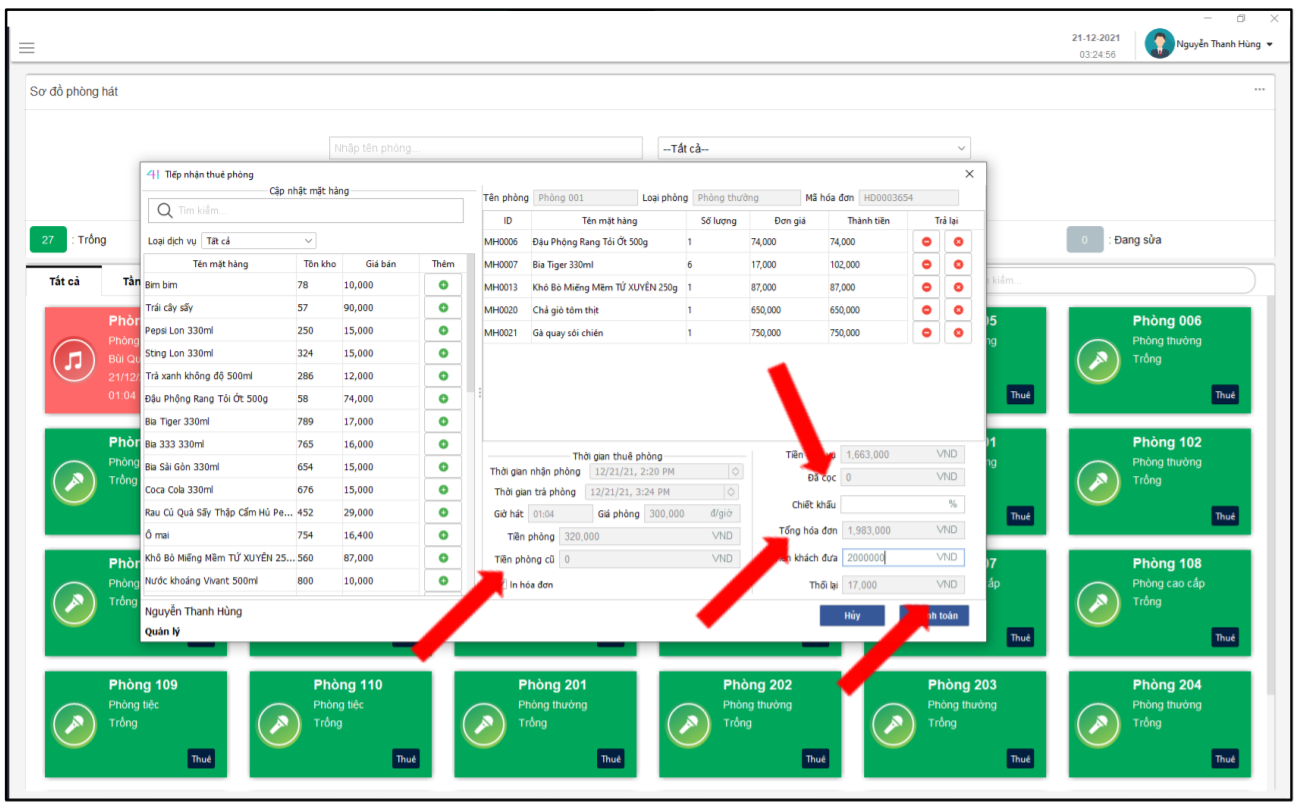 21-12-2021
03:24:56
Nguyễn Thanh Hùng
Sơ đồ phòng hát
Nhập tên phòng...
--Tất cả--
27 : Trống
0 : Đang sửa
Tất cả
kiếm...
Tiếp nhận thuê phòng
Cập nhật mặt hàng
Tìm kiếm...
Loại dịch vụ Tất cả
Tên mặt hàng Tồn kho Giá bán Thêm
Bim bim 78 10,000
Trái cây sấy 57 90,000
Pepsi Lon 330ml 250 15,000
Sting Lon 330ml 324 15,000
Trà xanh không độ 500ml 286 12,000
Đậu Phộng Rang Tỏi Ớt 500g 58 74,000
Bia Tiger 330ml 789 17,000
Bia 333 330ml 765 16,000
Bia Sài Gòn 330ml 654 15,000
Coca Cola 330ml 676 15,000
Rau Củ Quả Sấy Thập Cẩm Hủ Pe... 452 29,000
Ô mai 754 16,400
Khô Bò Miếng Mềm TỨ XUYÊN 25... 560 87,000
Nước khoáng Vivant 500ml 800 10,000
Nguyễn Thanh Hùng
Quản lý
Tên phòng Phòng 001 Loại phòng Phòng thường Mã hóa đơn HD0003654
ID Tên mặt hàng Số lượng Đơn giá Thành tiền Trả lại
MH0006 Đậu Phộng Rang Tỏi Ớt 500g 1 74,000 74,000
MH0007 Bia Tiger 330ml 6 17,000 102,000
MH0013 Khô Bò Miếng Mềm TỨ XUYÊN 250g 1 87,000 87,000
MH0020 Chả giò tôm thịt 1 650,000 650,000
MH0021 Gà quay sôi chiên 1 750,000 750,000
Thời gian thuê phòng
Thời gian nhận phòng 12/21/21, 2:20 PM
Thời gian trả phòng 12/21/21, 3:24 PM
Giờ hát 01:04 Giá phòng 300,000 đ/giờ
Tiền phòng 320,000 VND
Tiền phòng cũ 0 VND
In hóa đơn
Tiền 1,663,000 VND
Đã cọc 0 VND
Chiết khấu %
Tổng hóa đơn 1,983,000 VND
khách đưa 2000000 VND
Thối lại 17,000 VND
Hủy
toán
21/12/
01:04
Thuê
Phòng 006
Phòng thường
Trống
Thuê
Trống
Thuê
Phòng 102
Phòng thường
Trống
Thuê
Trống
Thuê
Phòng 108
Phòng cao cấp
Trống
Thuê
Phòng 109
Phòng tiệc
Trống
Thuê
Phòng 110
Phòng tiệc
Trống
Thuê
Phòng 201
Phòng thường
Trống
Thuê
Phòng 202
Phòng thường
Trống
Thuê
Phòng 203
Phòng thường
Trống
Thuê
Phòng 204
Phòng thường
Trống
Thuê